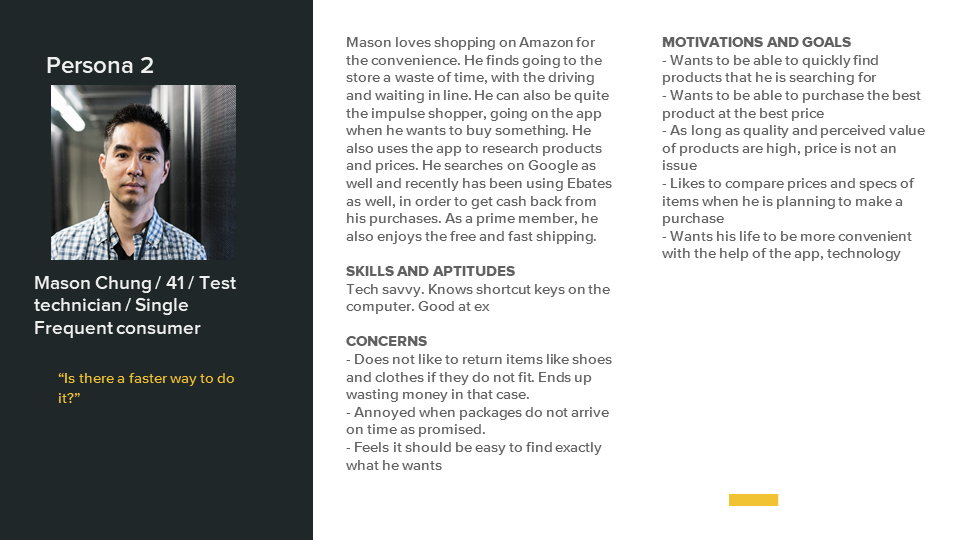 Persona 2
Mason Chung / 41 / Test
technician / Single
Frequent consumer
“Is there a faster way to do
it?”
Mason loves shopping on Amazon for
the convenience. He finds going to the
store a waste of time, with the driving
and waiting in line. He can also be quite
the impulse shopper, going on the app
when he wants to buy something. He
also uses the app to research products
and prices. He searches on Google as
well and recently has been using Ebates
as well, in order to get cash back from
his purchases. As a prime member, he
also enjoys the free and fast shipping.
SKILLS AND APTITUDES
Tech savvy. Knows shortcut keys on the
computer. Good at ex
CONCERNS
- Does not like to return items like shoes
and clothes if they do not fit. Ends up
wasting money in that case.
- Annoyed when packages do not arrive
on time as promised.
- Feels it should be easy to find exactly
what he wants
MOTIVATIONS AND GOALS
- Wants to be able to quickly find
products that he is searching for
- Wants to be able to purchase the best
product at the best price
- As long as quality and perceived value
of products are high, price is not an
issue
- Likes to compare prices and specs of
items when he is planning to make a
purchase
- Wants his life to be more convenient
with the help of the app, technology